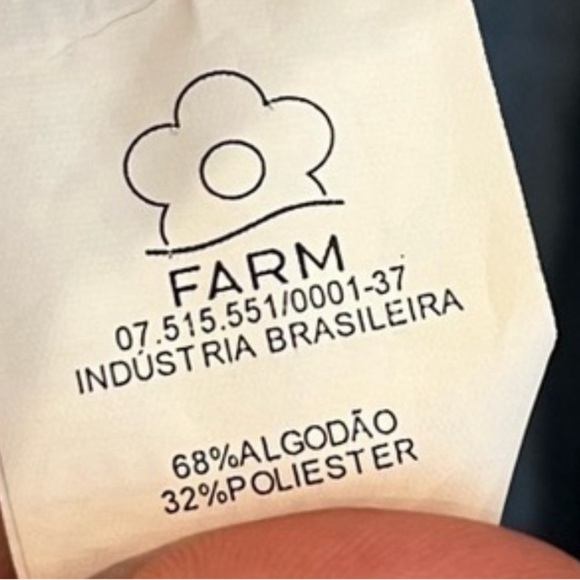 FARM
07.515.551/0001-37
INDÚSTRIA BRASILEIRA
68%ALGODÃO
32%POLIESTER